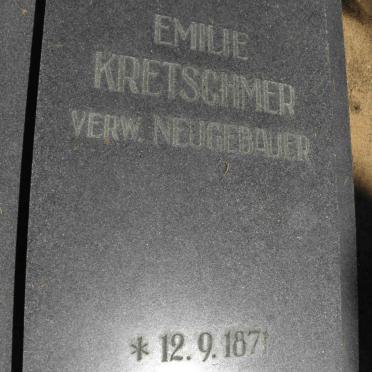 EMILIE
KRETSCHMER
VERW. NEUGEBAUER
* 12.9.1871